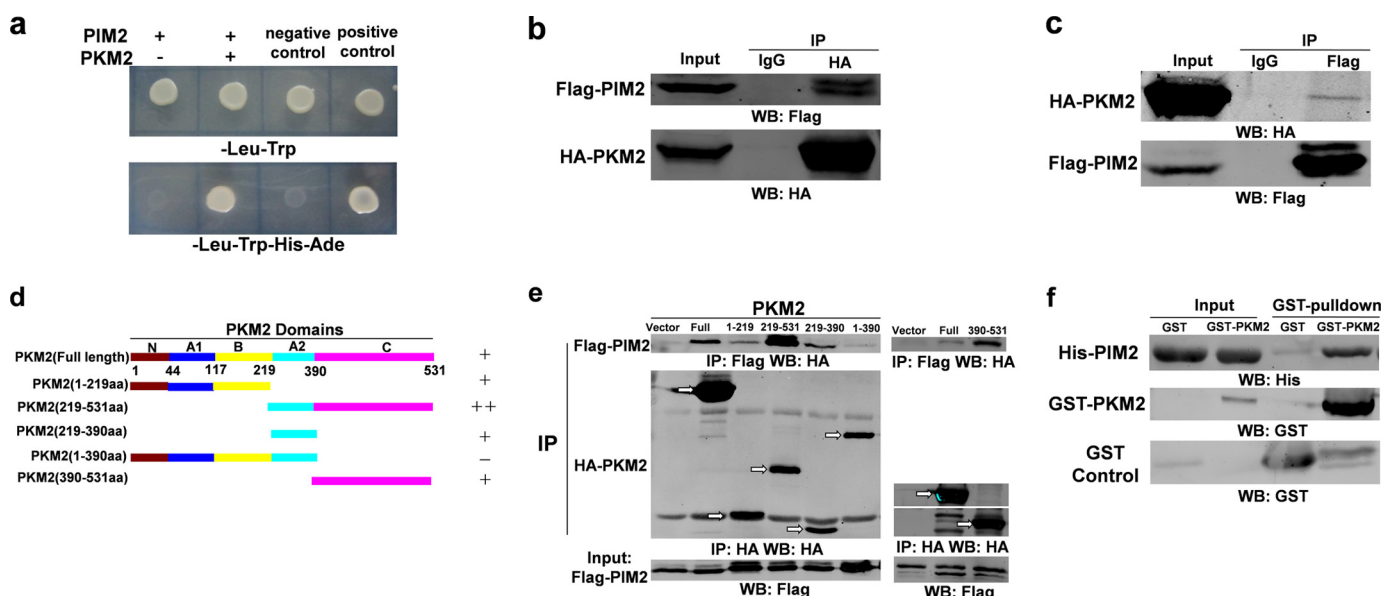 a
PIM2 + + negative positive
PKM2 - + control control
-Leu-Trp
-Leu-Trp-His-Ade
b
IP
Input IgG HA
Flag-PIM2
WB: Flag
HA-PKM2
WB: HA
c
IP
Input IgG Flag
HA-PKM2
WB: HA
Flag-PIM2
WB: Flag
d
PKM2 Domains
N A1 B A2 C
PKM2(Full length) +
1 44 117 219 390 531
PKM2(1-219aa) +
PKM2(219-531aa) ++
PKM2(219-390aa) +
PKM2(1-390aa) −
PKM2(390-531aa) +
e
PKM2
Vector Full 1-219 219-531 219-390 1-390
Vector Full 390-531
Flag-PIM2
IP: Flag WB: HA
IP: Flag WB: HA
IP
HA-PKM2
IP: HA WB: HA
IP: HA WB: HA
Input:
Flag-PIM2
WB: Flag
WB: Flag
f
Input GST-pulldown
GST GST-PKM2 GST GST-PKM2
His-PIM2
WB: His
GST-PKM2
WB: GST
GST
Control
WB: GST